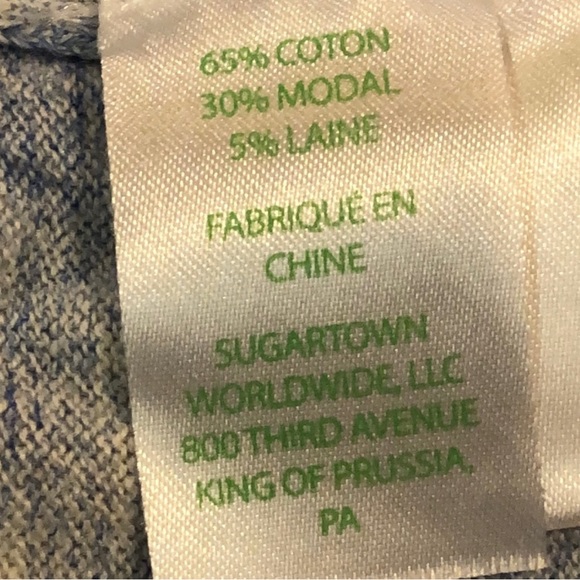 65% COTON
30% MODAL
5% LAINE
FABRIQUÉ EN
CHINE
SUGARTOWN
WORLDWIDE, LLC
800 THIRD AVENUE
KING OF PRUSSIA,
PA